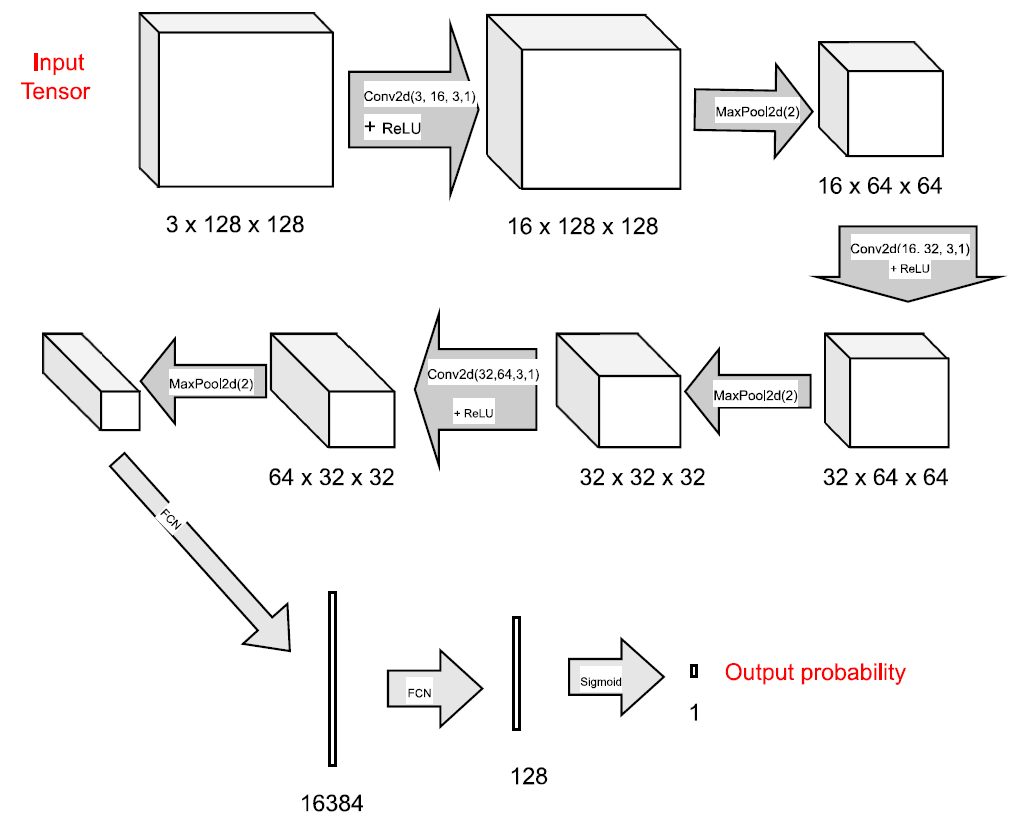 Input
Tensor
Conv2d(3, 16, 3,1)
+ ReLU
MaxPool2d(2)
3 x 128 x 128
16 x 128 x 128
16 x 64 x 64
Conv2d(16, 32, 3,1)
+ ReLU
MaxPool2d(2)
Conv2d(32,64,3,1)
+ ReLU
MaxPool2d(2)
64 x 32 x 32
32 x 32 x 32
32 x 64 x 64
FCN
FCN
Sigmoid
Output probability
1
128
16384